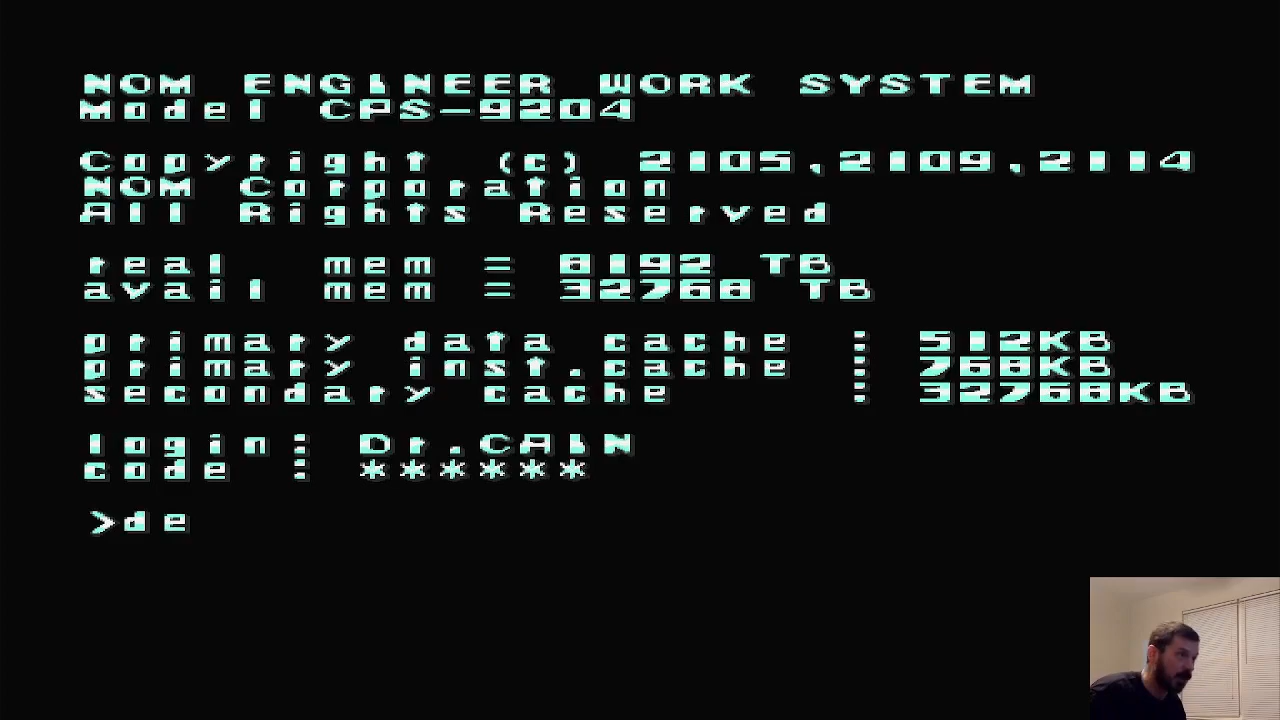 NOM ENGINEER WORK SYSTEM
Model CPS-9204
Copyright (c) 2105,2109,2114
NOM Corporation
All Rights Reserved
real mem = 8192 TB
avail mem = 32768 TB
primary data cache : 512KB
primary inst.cache : 768KB
secondary cache : 32768KB
login: Dr.CAIN
code : ******
>de